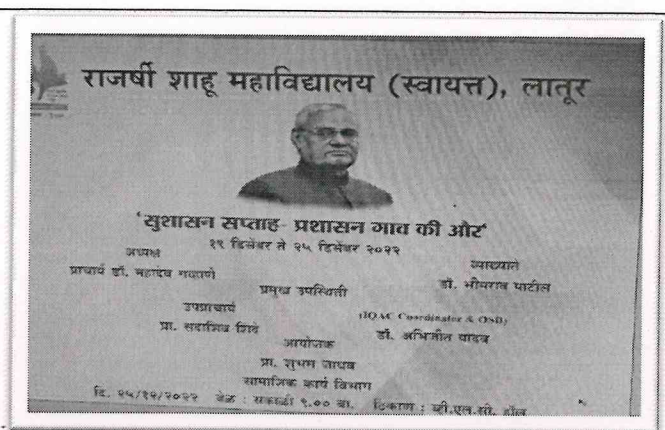 राजर्षी शाहू महाविद्यालय (स्वायत्त), लातूर
'सुशासन सप्ताह- प्रशासन गाव की और'
१९ डिसेंबर ते २५ डिसेंबर २०२२
अध्यक्ष
प्राचार्य डॉ. महादेव गव्हाणे
व्याख्याते
डॉ. भीमराव पाटील
प्रमुख उपस्थिती
उपप्राचार्य
प्रा. सदाशिव शिंदे
(IQAC Coordinator & OSD)
डॉ. अभिजीत यादव
आयोजक
प्रा. सुभम जाधव
सामाजिक कार्य विभाग
दि. २५/१२/२०२२ वेळ : सकाळी ९.०० वा. ठिकाण : व्ही.एल.सी. हॉल